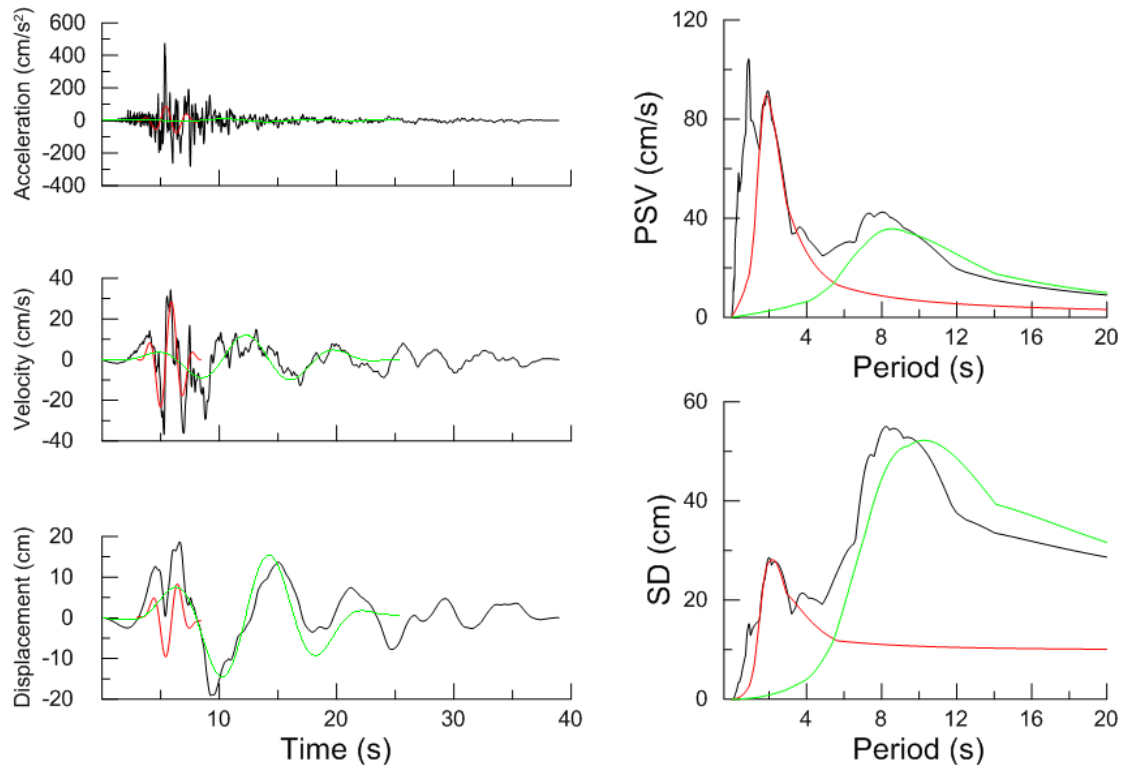 Acceleration (cm/s²)
600
400
200
0
-200
-400
Velocity (cm/s)
40
20
0
-20
-40
Displacement (cm)
20
10
0
-10
-20
10 20 30 40
Time (s)
PSV (cm/s)
120
80
40
0
4 8 12 16 20
Period (s)
SD (cm)
60
40
20
0
4 8 12 16 20
Period (s)